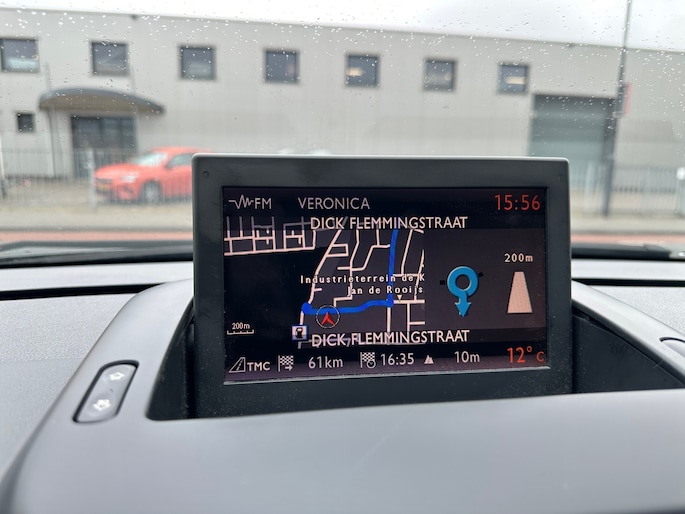 FM VERONICA 15:56
DICK FLEMMINGSTRAAT
200m
Industrieterrein de K
Jan de Rooijs
200m
DICK FLEMMINGSTRAAT
TMC 61km 16:35 10m 12°C